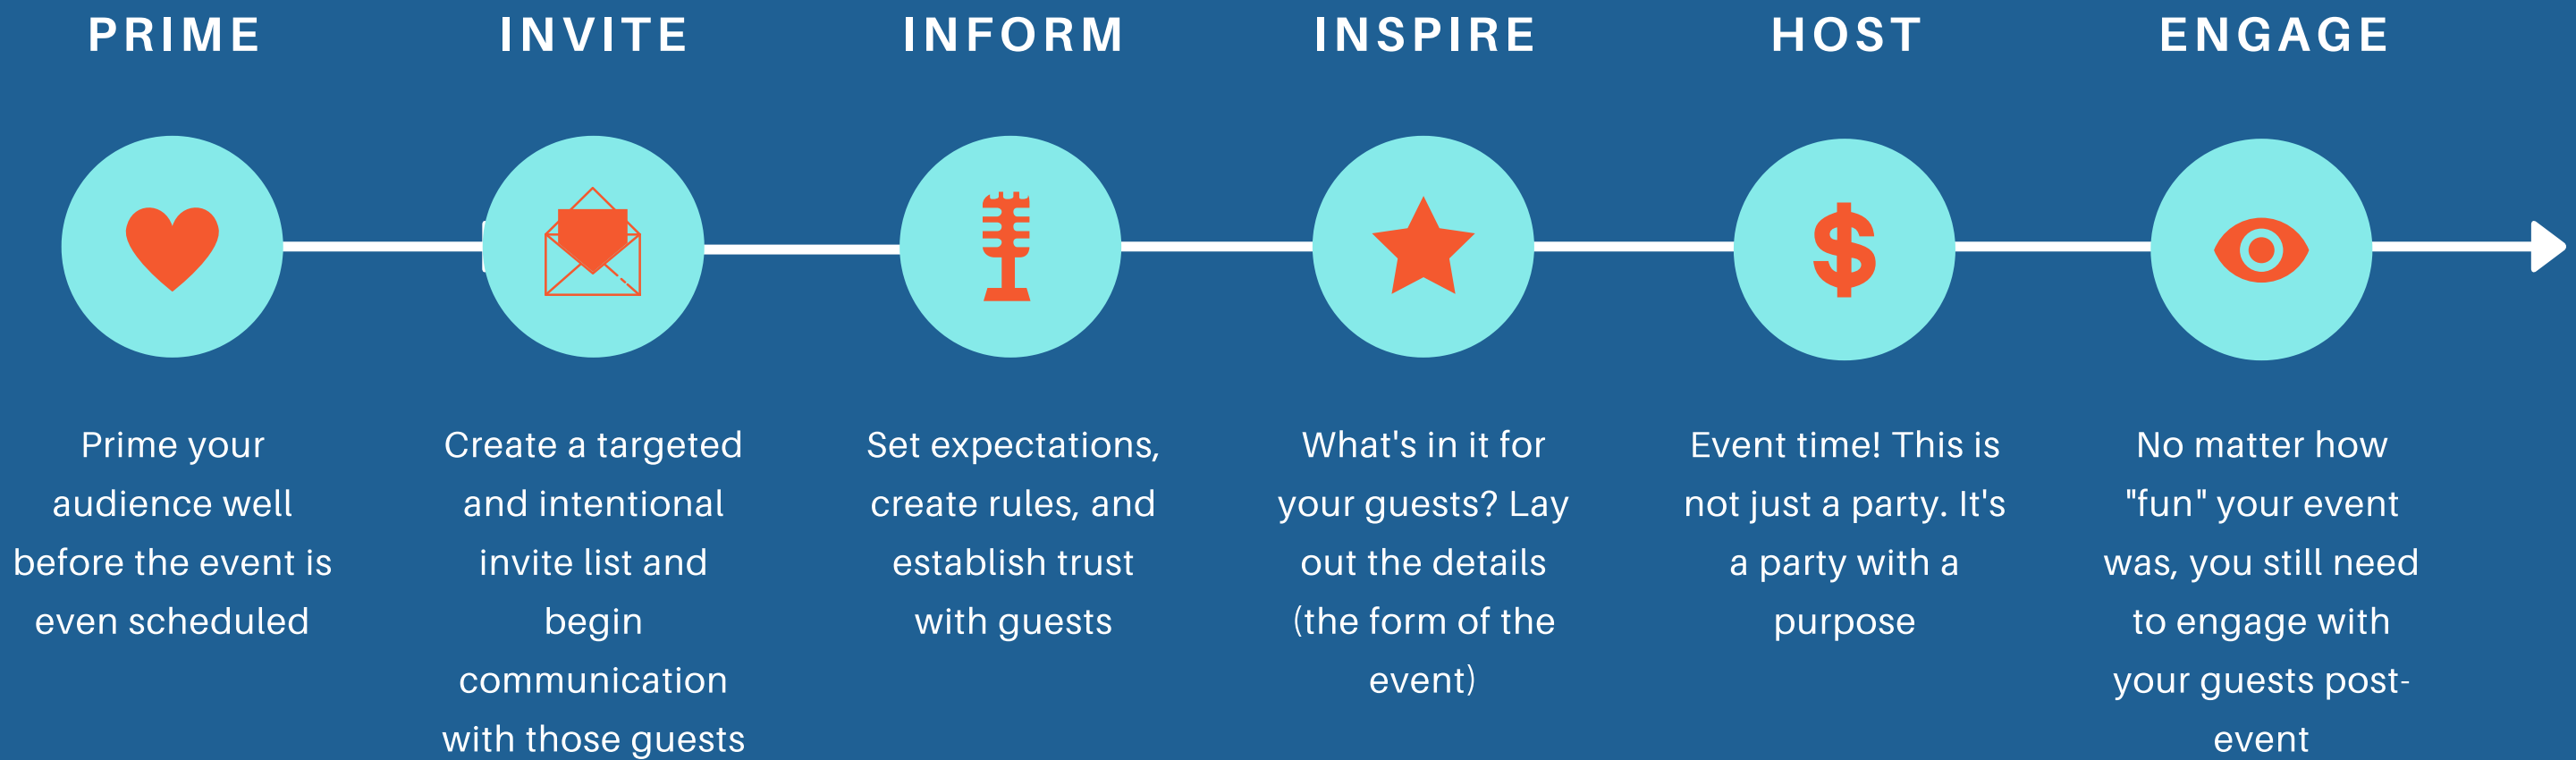 PRIME
INVITE
INFORM
INSPIRE
HOST
ENGAGE
Prime your
audience well
before the event is
even scheduled
Create a targeted
and intentional
invite list and
begin
communication
with those guests
Set expectations,
create rules, and
establish trust
with guests
What's in it for
your guests? Lay
out the details
(the form of the
event)
Event time! This is
not just a party. It's
a party with a
purpose
No matter how
"fun" your event
was, you still need
to engage with
your guests post-
event